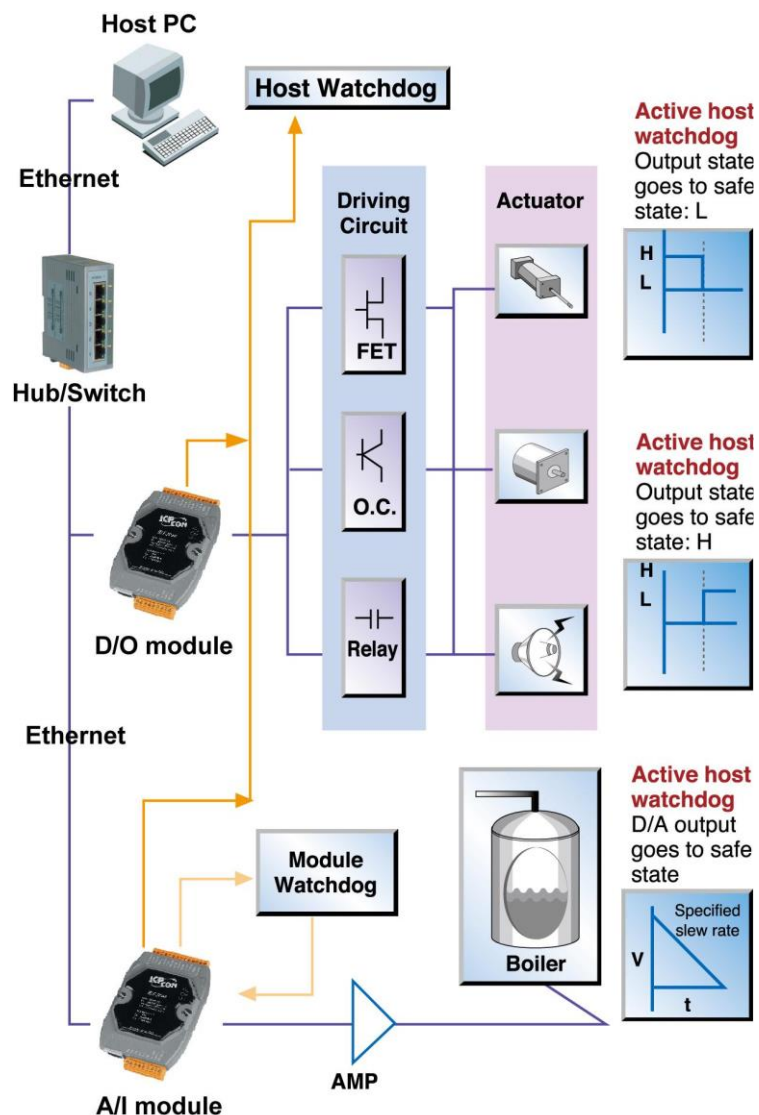 Host PC
Host Watchdog
Ethernet
Hub/Switch
D/O module
Ethernet
A/I module
Driving
Circuit
FET
O.C.
Relay
Actuator
Module
Watchdog
AMP
Boiler
Active host
watchdog
Output state
goes to safe
state: L
H
L
Active host
watchdog
Output state
goes to safe
state: H
H
L
Active host
watchdog
D/A output
goes to safe
state
Specified
slew rate
V
t